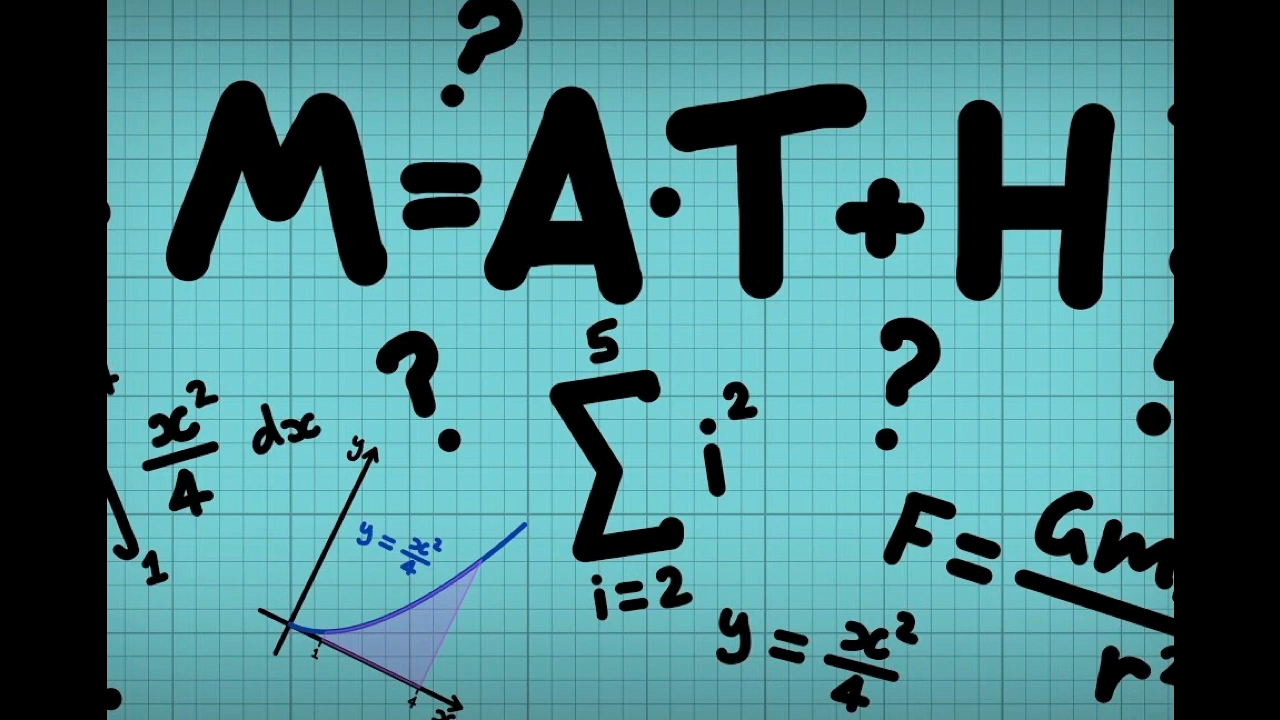 ?
M=A·T+H
?
5
Σ i²
i=2
?
x²/4 dx
1
y
y = x²/4
1
4
x
y = x²/4
F = Gm
r²